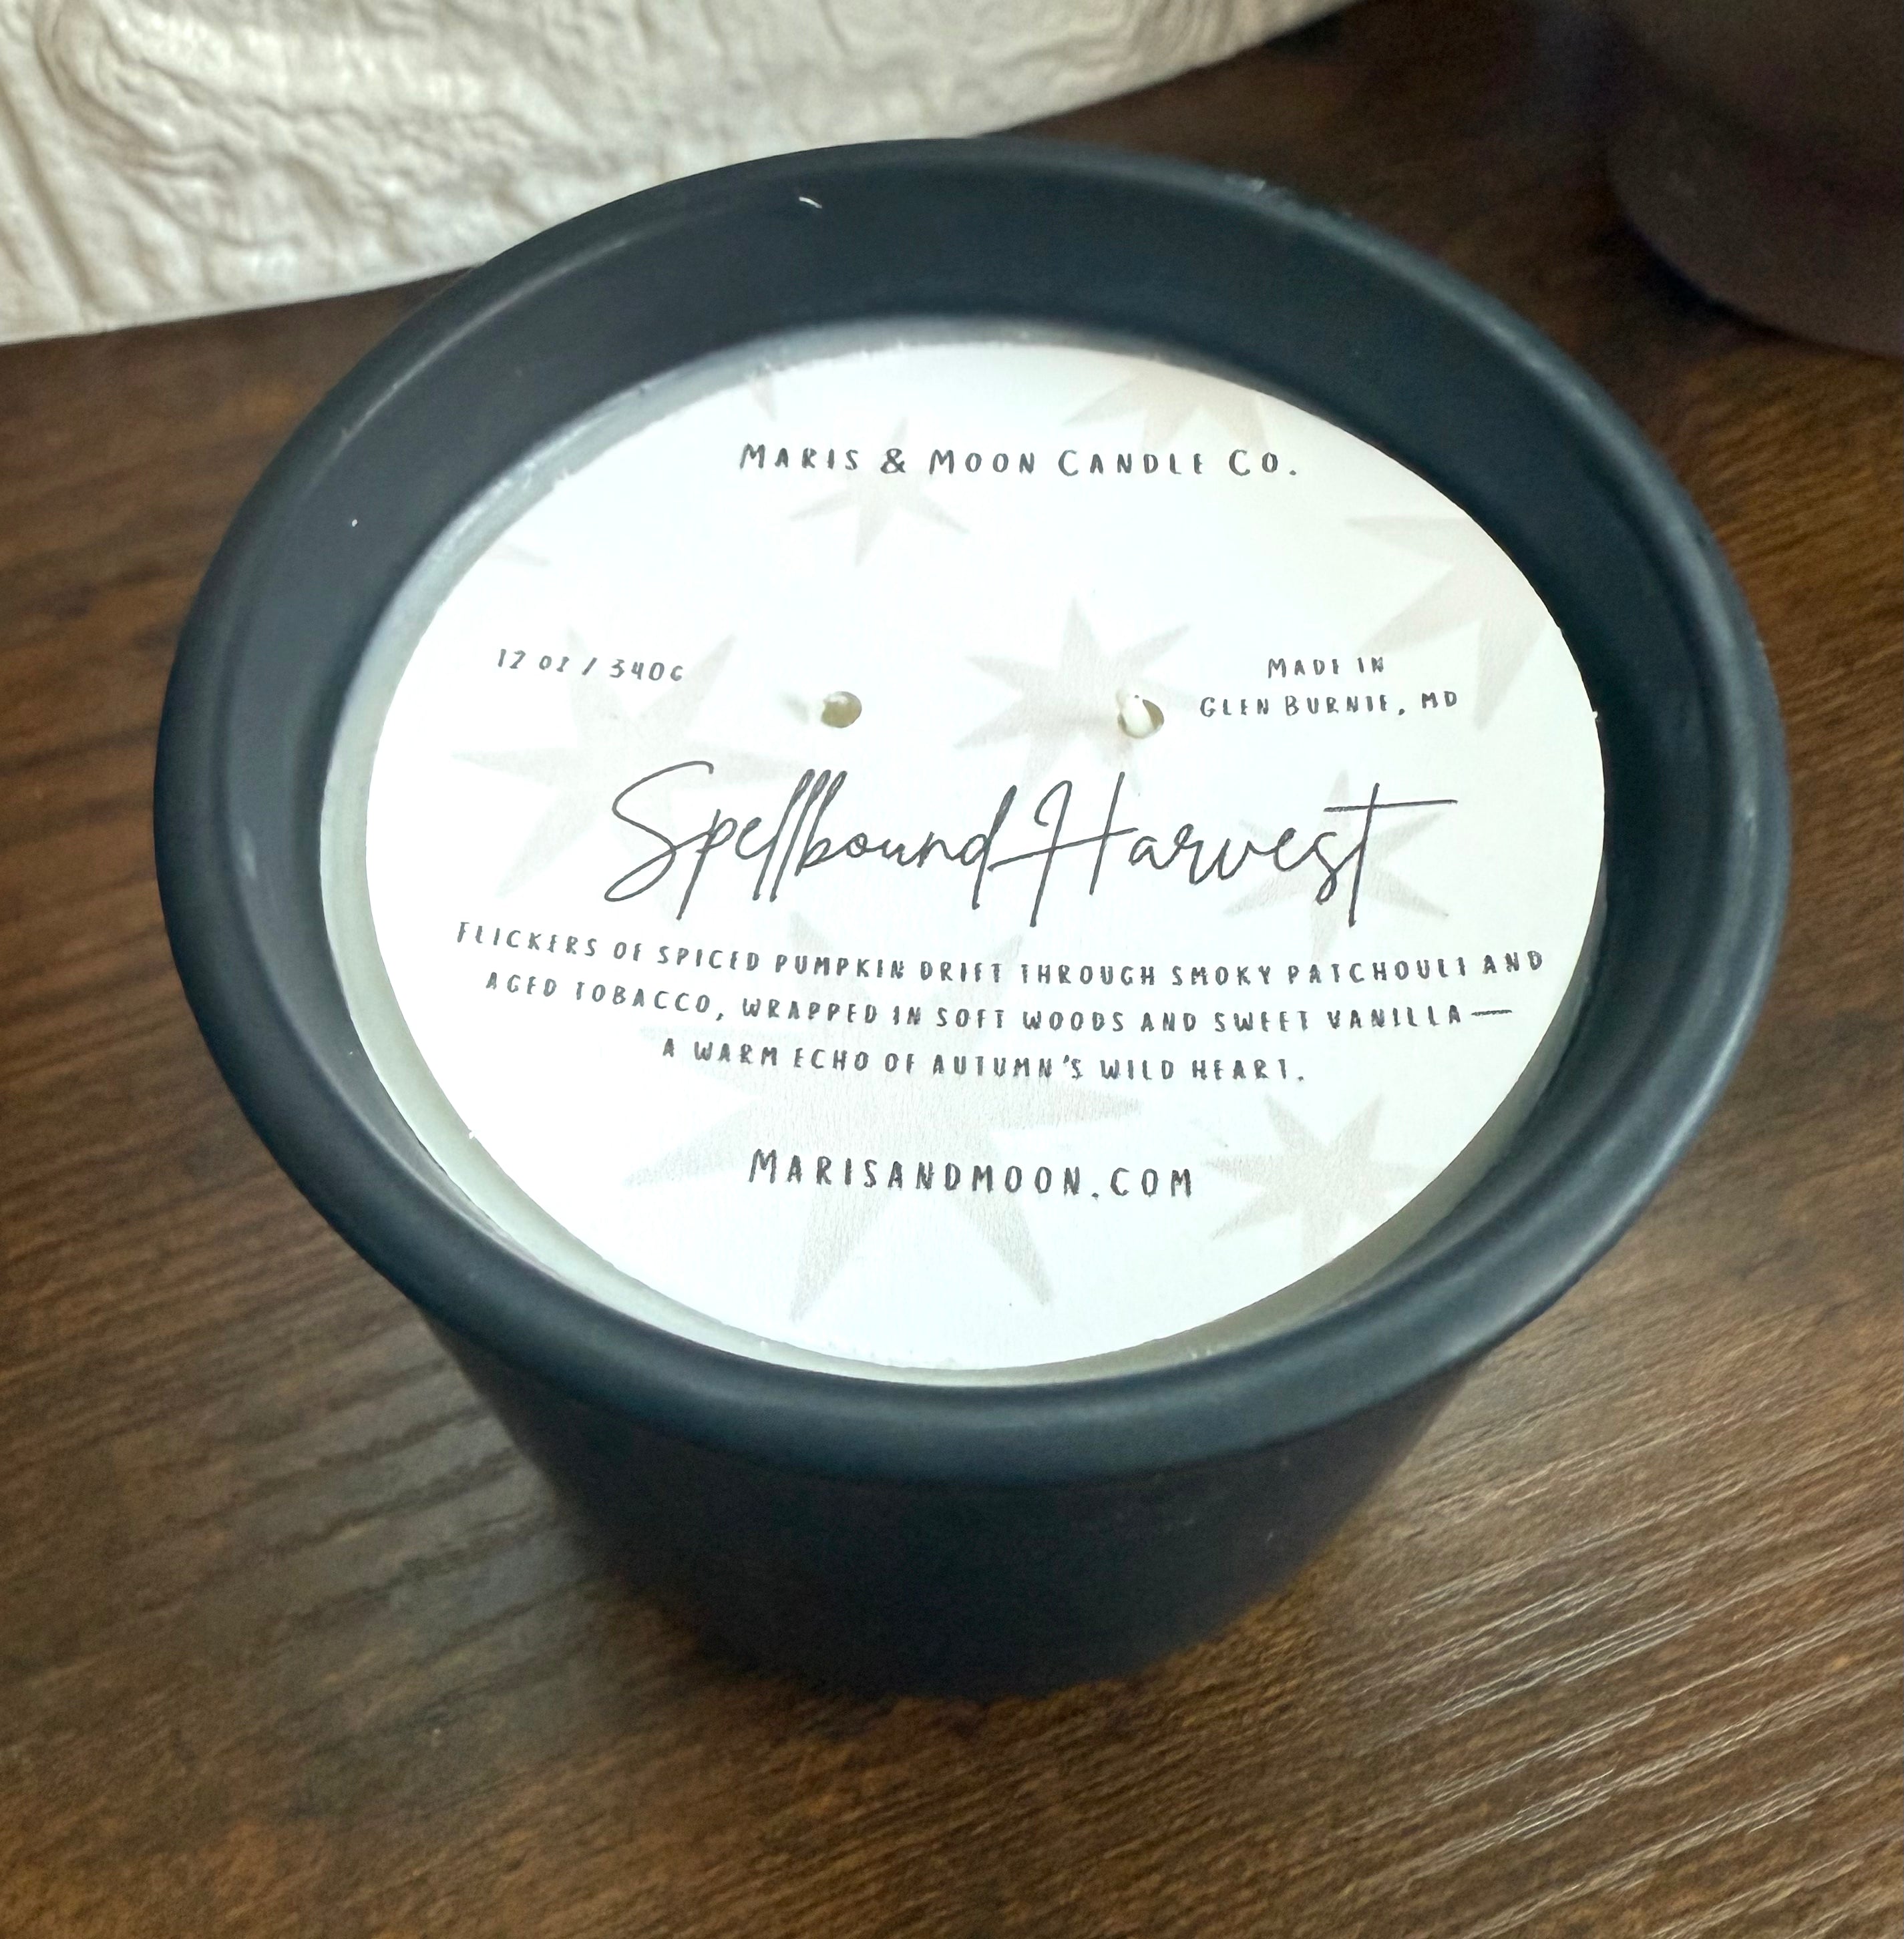 Maris & Moon Candle Co.
12 oz / 340g
Made in
Glen Burnie, MD
Spellbound Harvest
Flickers of spiced pumpkin drift through smoky patchouli and
aged tobacco, wrapped in soft woods and sweet vanilla—
a warm echo of autumn's wild heart.
Marisandmoon.com